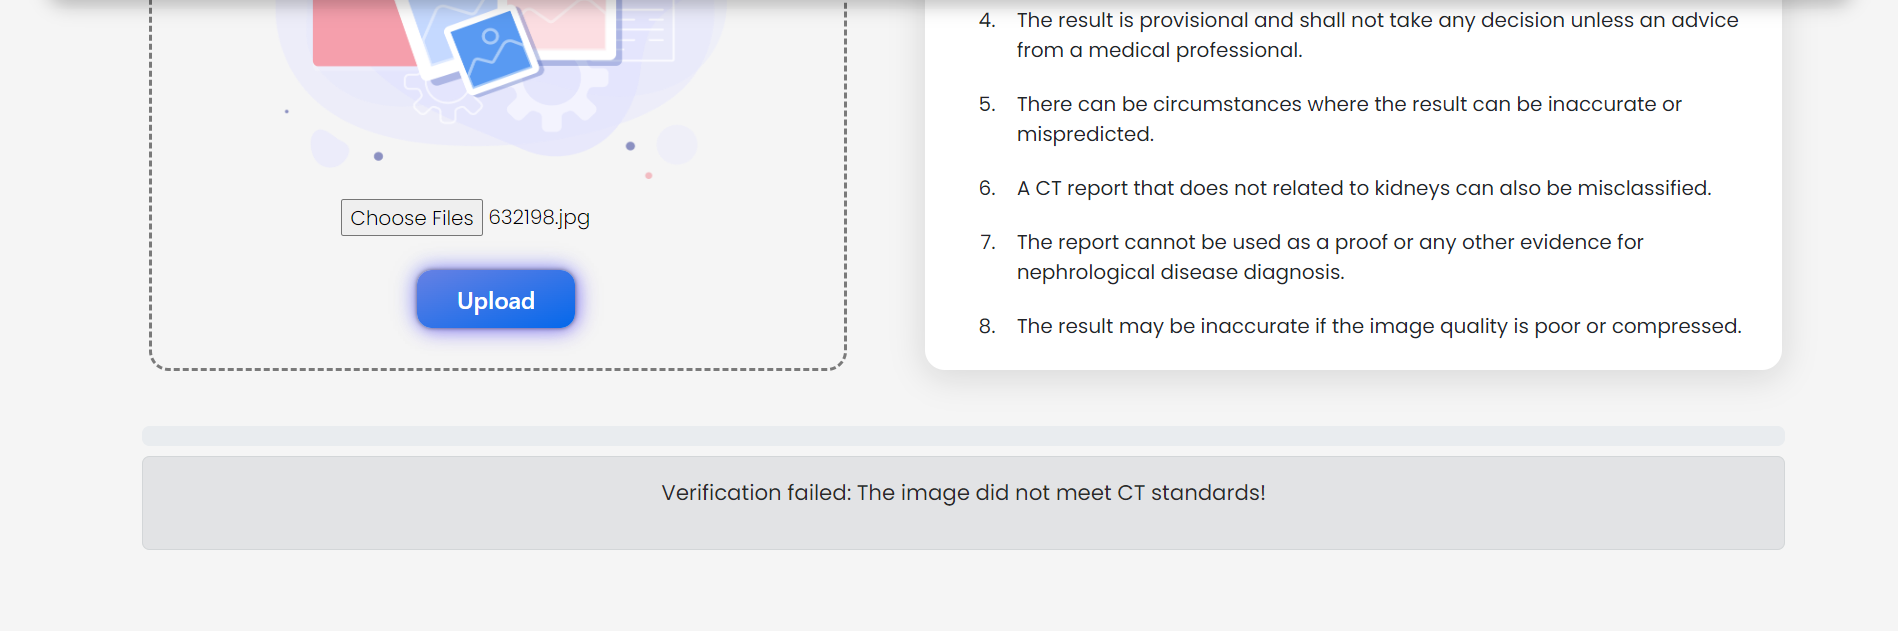 Choose Files 632198.jpg
Upload
4. The result is provisional and shall not take any decision unless an advice
from a medical professional.
5. There can be circumstances where the result can be inaccurate or
mispredicted.
6. A CT report that does not related to kidneys can also be misclassified.
7. The report cannot be used as a proof or any other evidence for
nephrological disease diagnosis.
8. The result may be inaccurate if the image quality is poor or compressed.
Verification failed: The image did not meet CT standards!